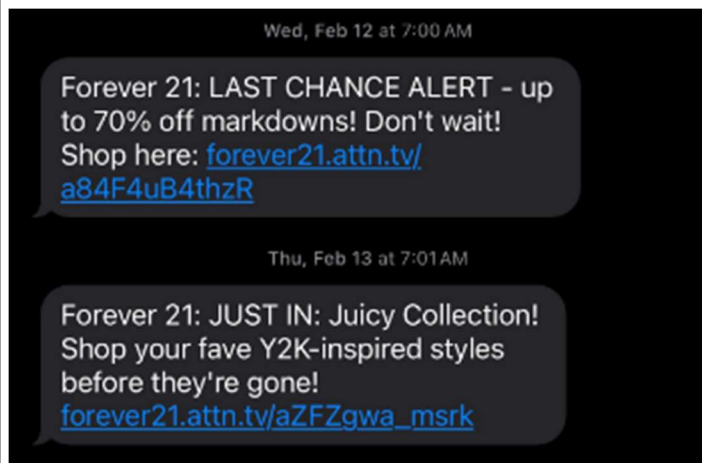 Wed, Feb 12 at 7:00 AM
Forever 21: LAST CHANCE ALERT - up
to 70% off markdowns! Don't wait!
Shop here: forever21.attn.tv/
a84F4uB4thzR
Thu, Feb 13 at 7:01 AM
Forever 21: JUST IN: Juicy Collection!
Shop your fave Y2K-inspired styles
before they're gone!
forever21.attn.tv/aZFZgwa_msrk